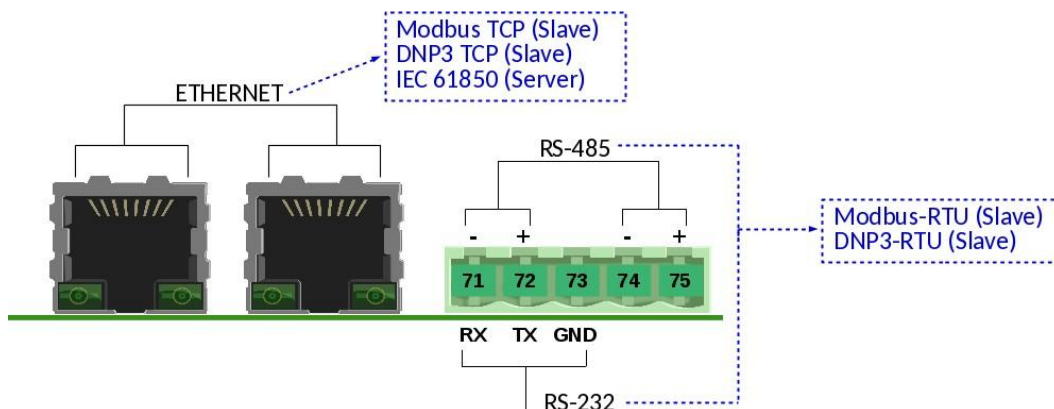 Modbus TCP (Slave)
DNP3 TCP (Slave)
IEC 61850 (Server)
ETHERNET
RS-485
- + - +
Modbus-RTU (Slave)
DNP3-RTU (Slave)
71 72 73 74 75
RX TX GND
RS-232